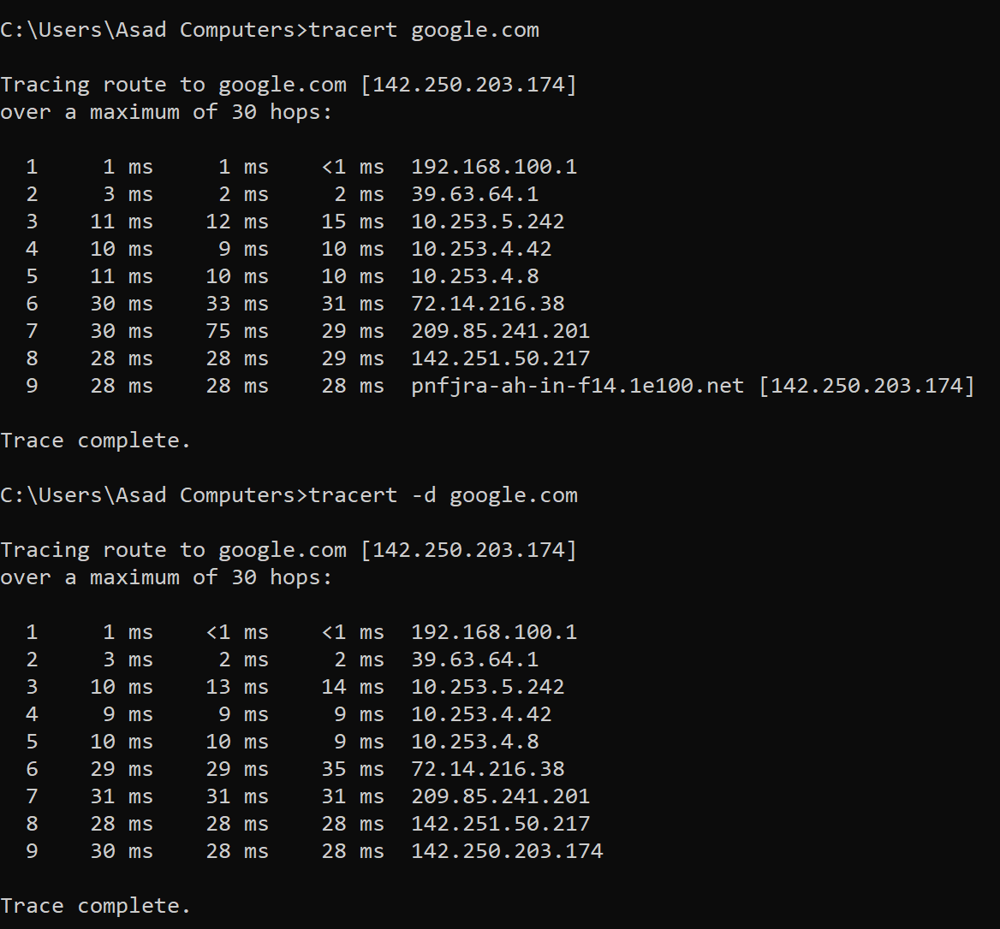 C:\Users\Asad Computers>tracert google.com
Tracing route to google.com [142.250.203.174]
over a maximum of 30 hops:
1 1 ms 1 ms <1 ms 192.168.100.1
2 3 ms 2 ms 2 ms 39.63.64.1
3 11 ms 12 ms 15 ms 10.253.5.242
4 10 ms 9 ms 10 ms 10.253.4.42
5 11 ms 10 ms 10 ms 10.253.4.8
6 30 ms 33 ms 31 ms 72.14.216.38
7 30 ms 75 ms 29 ms 209.85.241.201
8 28 ms 28 ms 29 ms 142.251.50.217
9 28 ms 28 ms 28 ms pnfjra-ah-in-f14.1e100.net [142.250.203.174]
Trace complete.
C:\Users\Asad Computers>tracert -d google.com
Tracing route to google.com [142.250.203.174]
over a maximum of 30 hops:
1 1 ms <1 ms <1 ms 192.168.100.1
2 3 ms 2 ms 2 ms 39.63.64.1
3 10 ms 13 ms 14 ms 10.253.5.242
4 9 ms 9 ms 9 ms 10.253.4.42
5 10 ms 10 ms 9 ms 10.253.4.8
6 29 ms 29 ms 35 ms 72.14.216.38
7 31 ms 31 ms 31 ms 209.85.241.201
8 28 ms 28 ms 28 ms 142.251.50.217
9 30 ms 28 ms 28 ms 142.250.203.174
Trace complete.